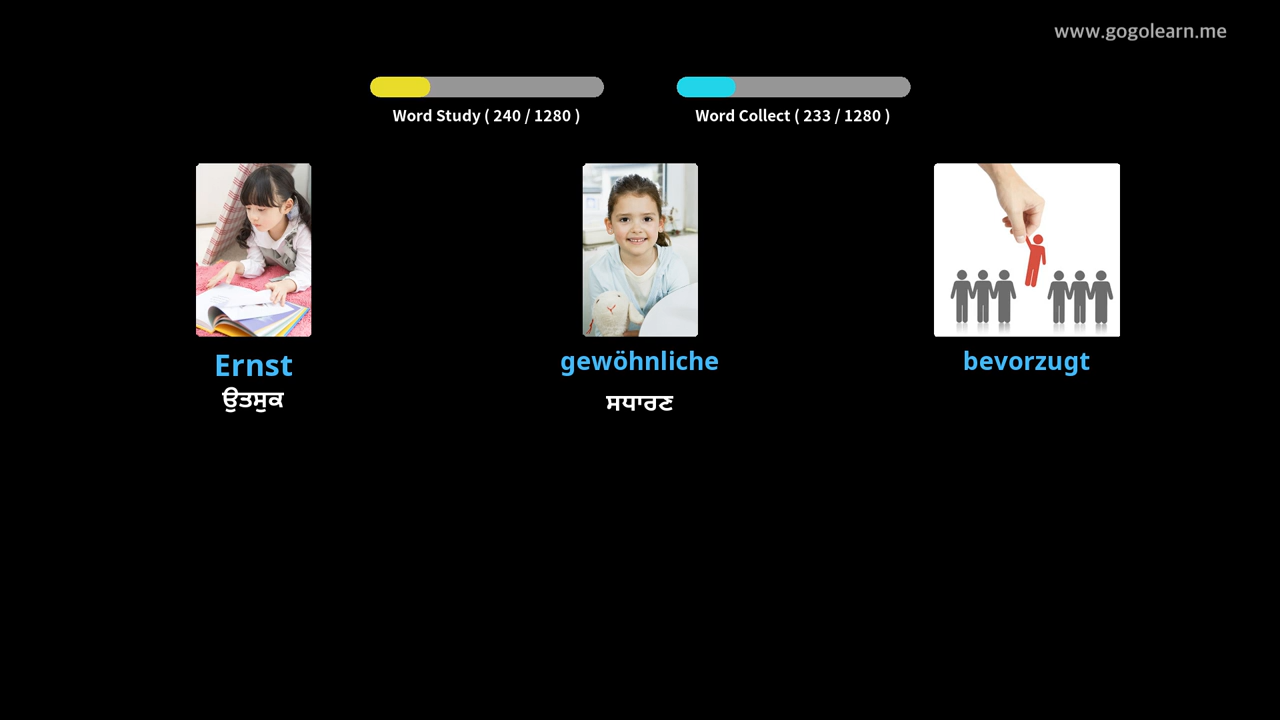 www.gogolearn.me
Word Study ( 240 / 1280 )
Word Collect ( 233 / 1280 )
Ernst
gewöhnliche
bevorzugt
ਉਤਸੁਕ
ਸਧਾਰਣ